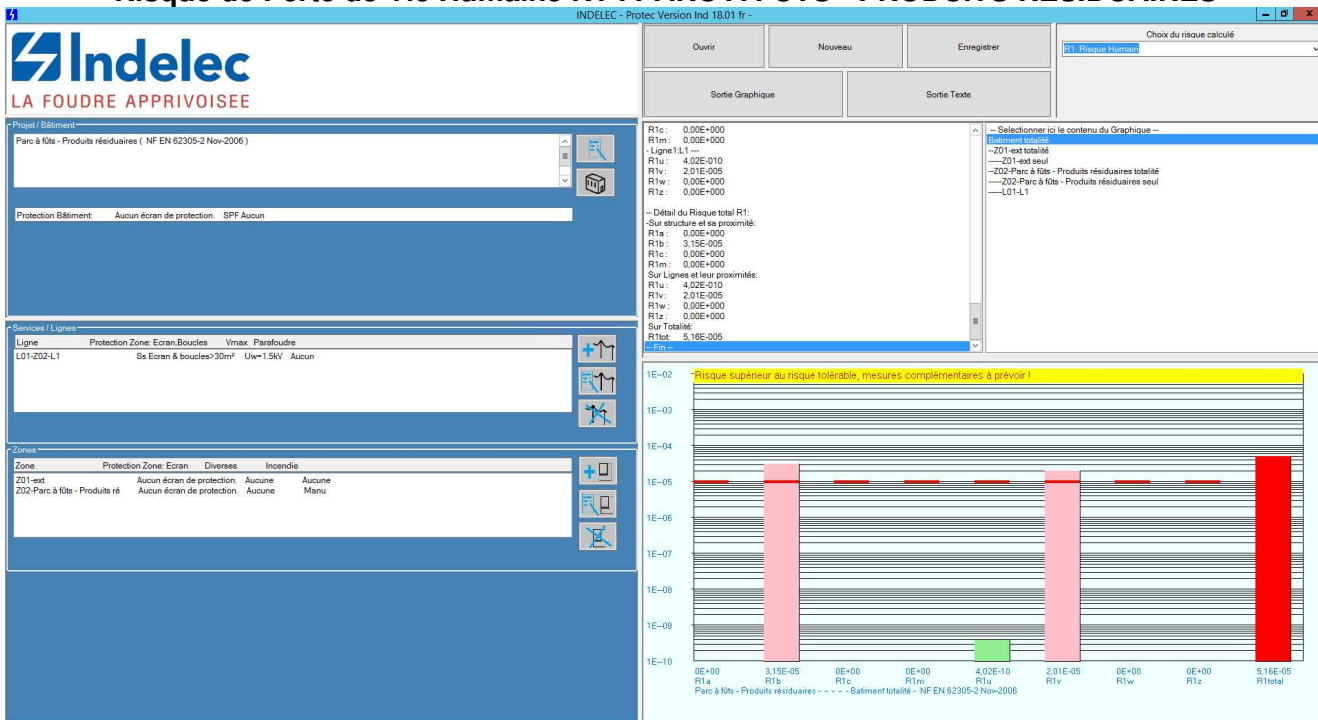 INDELEC - Protec Version Ind 18.01 fr -
Indelec
LA FOUDRE APPRIVOISEE
Ouvrir
Nouveau
Enregistrer
Choix du risque calculé
R1: Risque Humain
Sortie Graphique
Sortie Texte
Projet / Bâtiment
Parc à fûts - Produits résiduaires ( NF EN 62305-2 Nov-2006 )
Protection Bâtiment: Aucun écran de protection. SPF Aucun
Services / Lignes
Ligne Protection Zone: Ecran,Boucles Vmax Parafoudre
L01-Z02-L1 Ss Ecran & boucles>30m² Uw=1.5kV Aucun
Zones
Zone Protection Zone: Ecran Diverses Incendie
Z01-ext Aucun écran de protection. Aucune Aucune
Z02-Parc à fûts - Produits ré Aucun écran de protection. Aucune Manu
R1c : 0,00E+000
R1m : 0,00E+000
- Ligne1:L1 ---
R1u : 4,02E-010
R1v : 2,01E-005
R1w : 0,00E+000
R1z : 0,00E+000
-- Détail du Risque total R1:
-Sur structure et sa proximité:
R1a : 0,00E+000
R1b : 3,15E-005
R1c : 0,00E+000
R1m : 0,00E+000
Sur Lignes et leur proximités:
R1u : 4,02E-010
R1v : 2,01E-005
R1w : 0,00E+000
R1z : 0,00E+000
Sur Totalité:
R1tot: 5,16E-005
-- Fin --
-- Selectionner ici le contenu du Graphique --
Batiment totalité
--Z01-ext totalité
-----Z01-ext seul
--Z02-Parc à fûts - Produits résiduaires totalité
-----Z02-Parc à fûts - Produits résiduaires seul
-----L01-L1
Risque supérieur au risque tolérable, mesures complémentaires à prévoir !
1E-02
1E-03
1E-04
1E-05
1E-06
1E-07
1E-08
1E-09
1E-10
0E+00 3,15E-05 0E+00 0E+00 4,02E-10 2,01E-05 0E+00 0E+00 5,16E-05
R1a R1b R1c R1m R1u R1v R1w R1z R1total
Parc à fûts - Produits résiduaires - - - - - Batiment totalité - NF EN 62305-2 Nov-2006